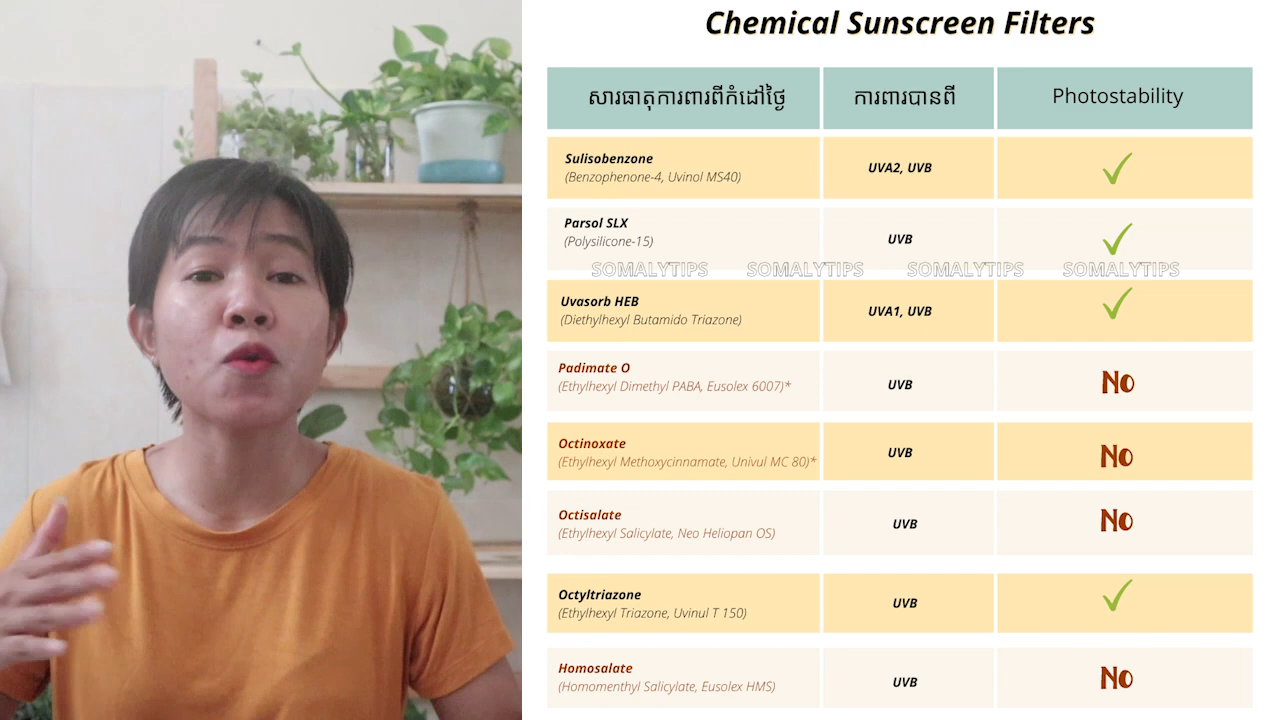 Chemical Sunscreen Filters
សារធាតុការពារពីកំដៅថ្ងៃ ការពារបានពី Photostability
Sulisobenzone
(Benzophenone-4, Uvinol MS40) UVA2, UVB
Parsol SLX
(Polysilicone-15) UVB
SOMALYTIPS SOMALYTIPS SOMALYTIPS SOMALYTIPS
Uvasorb HEB
(Diethylhexyl Butamido Triazone) UVA1, UVB
Padimate O
(Ethylhexyl Dimethyl PABA, Eusolex 6007)* UVB No
Octinoxate
(Ethylhexyl Methoxycinnamate, Univul MC 80)* UVB No
Octisalate
(Ethylhexyl Salicylate, Neo Heliopan OS) UVB No
Octyltriazone
(Ethylhexyl Triazone, Uvinul T 150) UVB
Homosalate
(Homomenthyl Salicylate, Eusolex HMS) UVB No